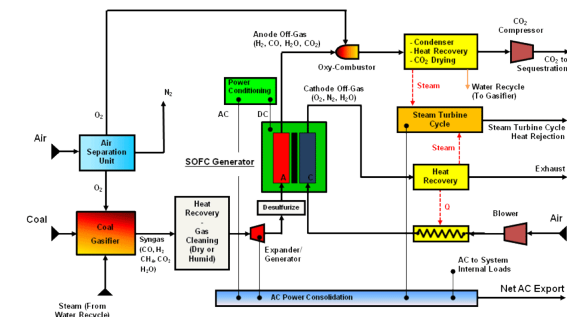 Anode Off-Gas
(H2, CO, H2O, CO2)
CO2
Compressor
- Condenser
- Heat Recovery
- CO2 Drying
Oxy-Combustor
CO2 to
Sequestration
Power
Conditioning
Cathode Off-Gas
(O2, N2, H2O)
Steam
Water Recycle
(To Gasifier)
O2
N2
AC
DC
Steam Turbine
Cycle
Steam Turbine Cycle
Heat Rejection
Air
Air
Separation
Unit
SOFC Generator
Steam
A
C
Heat
Recovery
Exhaust
O2
Desulfurize
Q
Heat
Recovery
-
Gas
Cleaning
(Dry or
Humid)
Blower
Air
Coal
Coal
Gasifier
Syngas
(CO, H2
CH4, CO2
H2O)
Expander/
Generator
AC to System
Internal Loads
Steam (From
Water Recycle)
AC Power Consolidation
Net AC Export